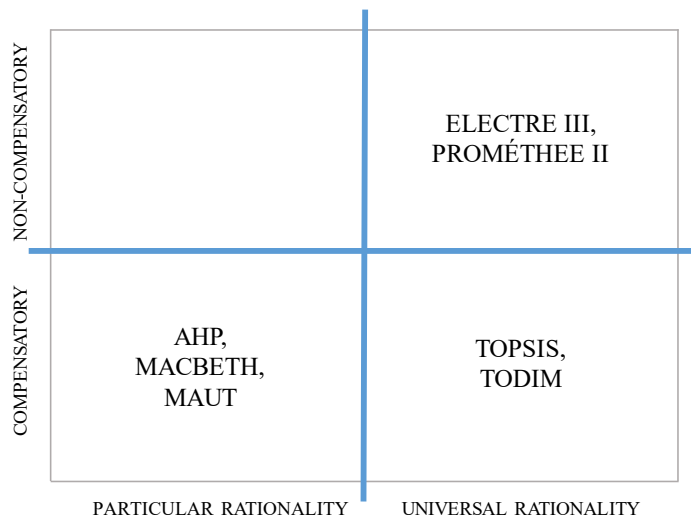 NON-COMPENSATORY
ELECTRE III,
PROMÉTHEE II
COMPENSATORY
AHP,
MACBETH,
MAUT
TOPSIS,
TODIM
PARTICULAR RATIONALITY
UNIVERSAL RATIONALITY